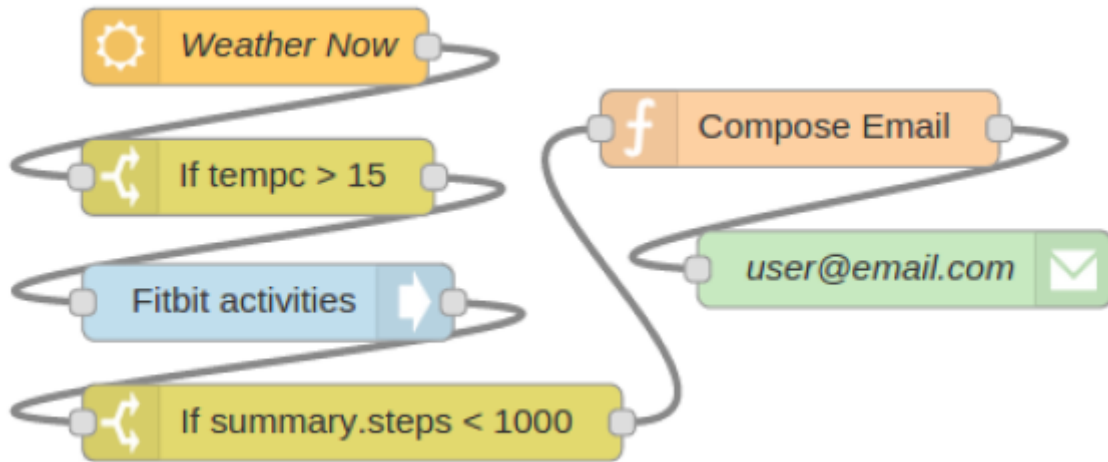 Weather Now
If tempc > 15
Fitbit activities
If summary.steps < 1000
Compose Email
user@email.com